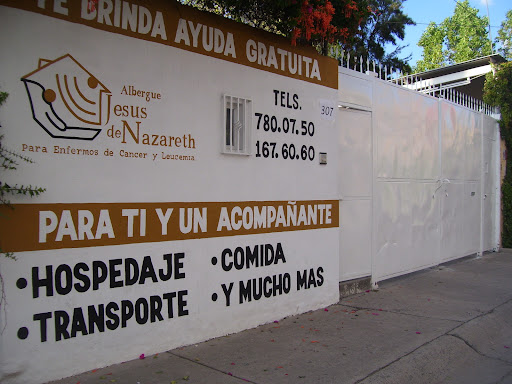 TE BRINDA AYUDA GRATUITA
Albergue
Jesus
de Nazareth
Para Enfermos de Cancer y Leucemia
TELS.
780.07.50
167.60.60
307
PARA TI Y UN ACOMPAÑANTE
•HOSPEDAJE
•TRANSPORTE
•COMIDA
•Y MUCHO MAS